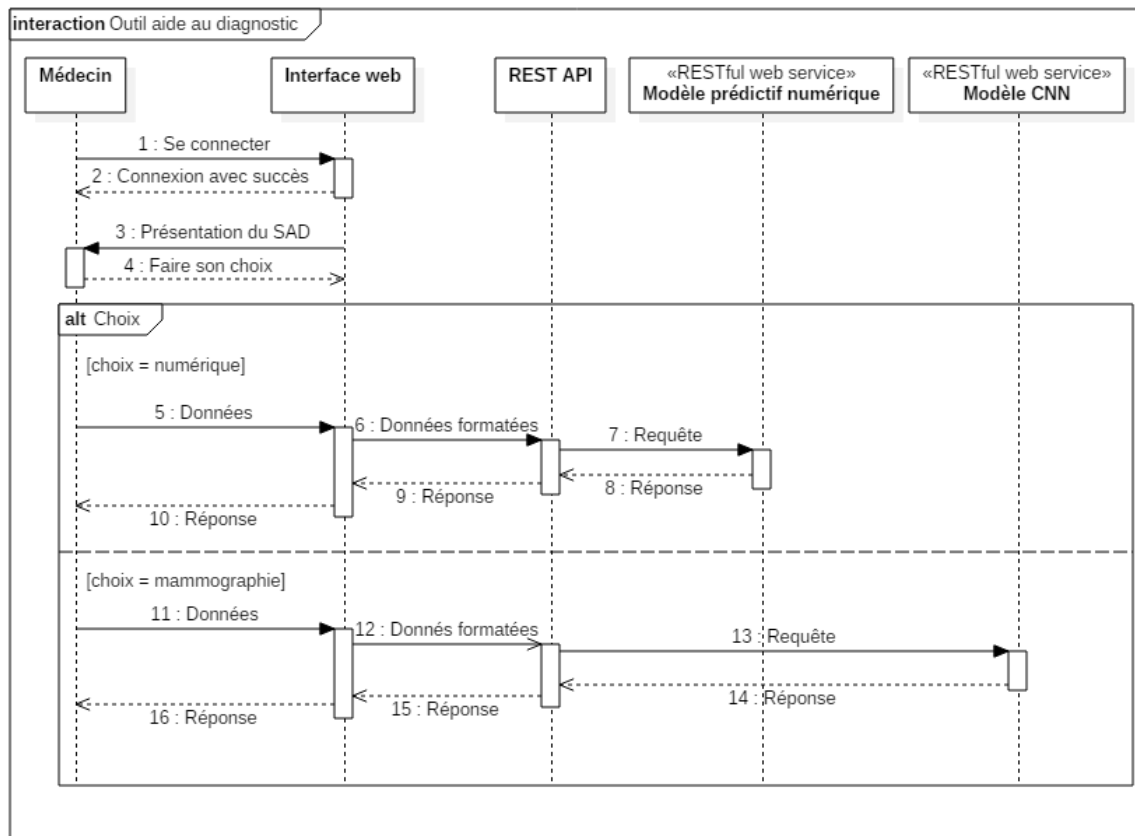 interaction Outil aide au diagnostic
Médecin
Interface web
REST API
«RESTful web service»
Modèle prédictif numérique
«RESTful web service»
Modèle CNN
1 : Se connecter
2 : Connexion avec succès
3 : Présentation du SAD
4 : Faire son choix
alt Choix
[choix = numérique]
5 : Données
6 : Données formatées
7 : Requête
8 : Réponse
9 : Réponse
10 : Réponse
[choix = mammographie]
11 : Données
12 : Donnés formatées
13 : Requête
14 : Réponse
15 : Réponse
16 : Réponse